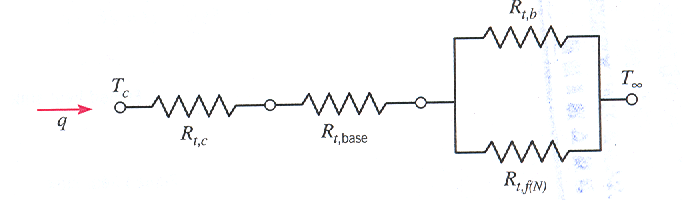 R_{t,b}
T_c
T_∞
q
R_{t,c}
R_{t,base}
R_{t,f(N)}